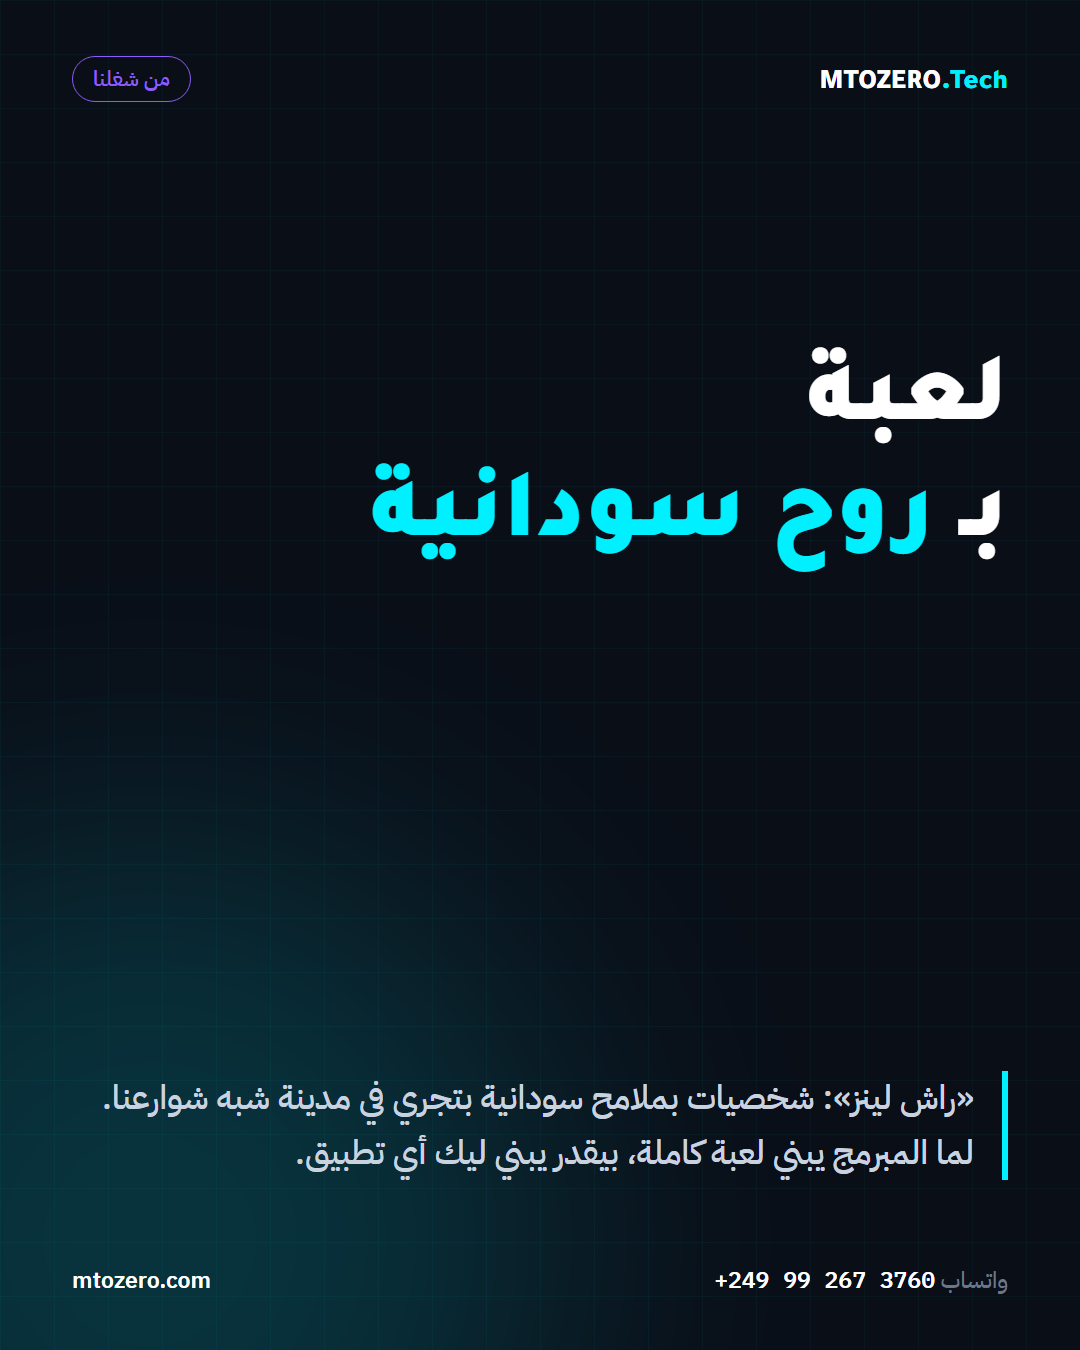 MTOZERO.Tech
من شغلنا
لعبة
بـ روح سودانية
«راش لينز»: شخصيات بملامح سودانية بتجري في مدينة شبه شوارعنا.
لما المبرمج يبني لعبة كاملة، بيقدر يبني ليك أي تطبيق.
واتساب +249 99 267 3760
mtozero.com